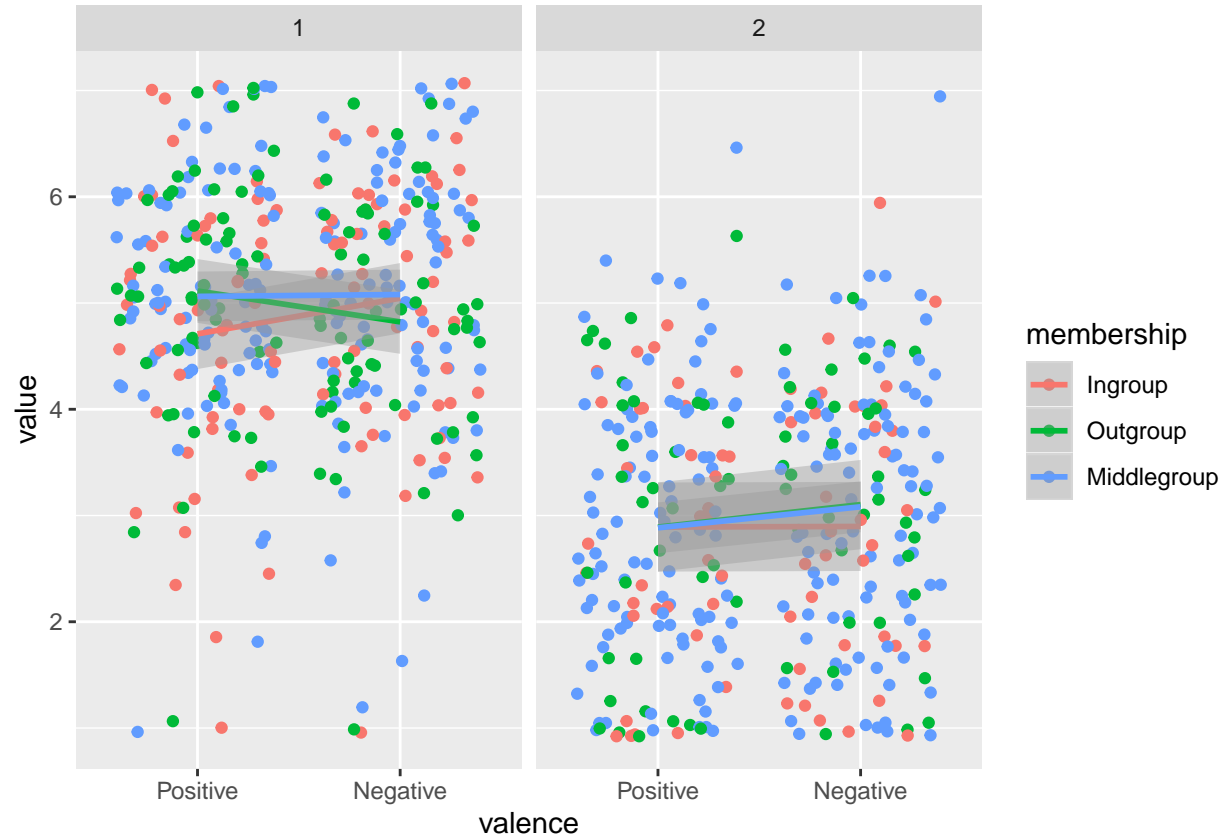 1
2
value
6
4
2
Positive
Negative
Positive
Negative
valence
membership
Ingroup
Outgroup
Middlegroup